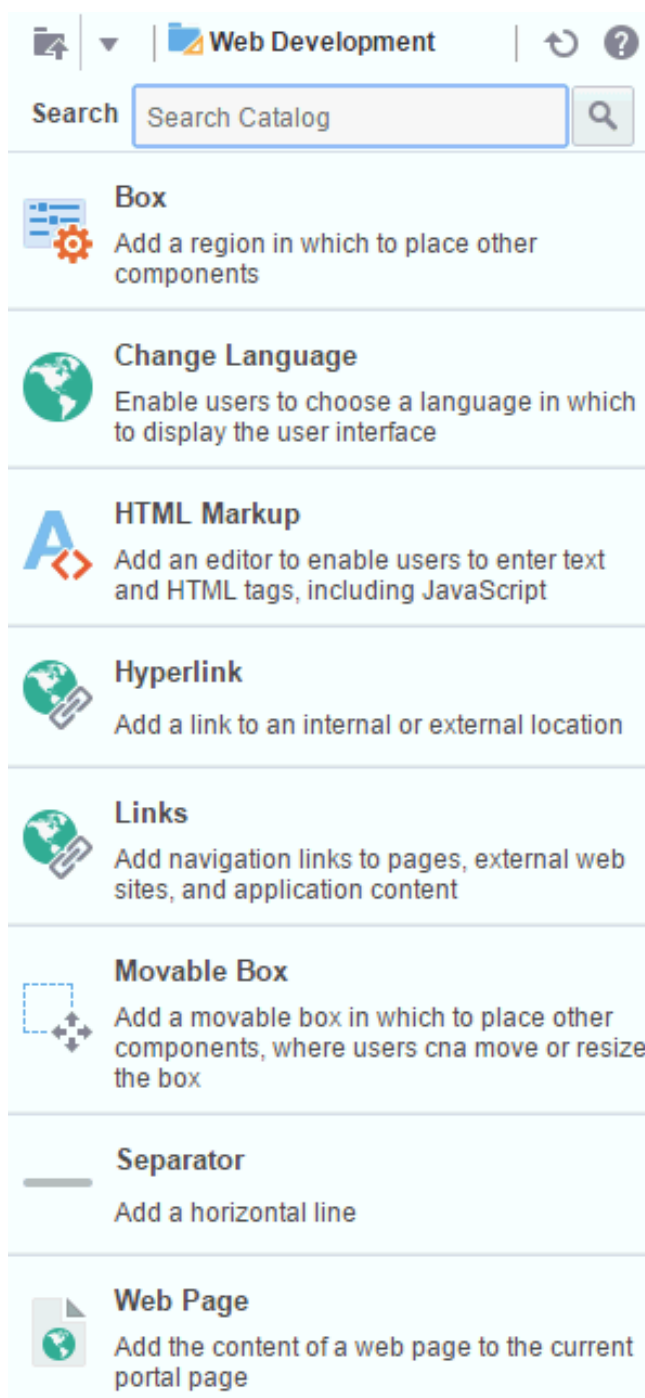 Web Development
Search Search Catalog
Box
Add a region in which to place other
components
Change Language
Enable users to choose a language in which
to display the user interface
HTML Markup
Add an editor to enable users to enter text
and HTML tags, including JavaScript
Hyperlink
Add a link to an internal or external location
Links
Add navigation links to pages, external web
sites, and application content
Movable Box
Add a movable box in which to place other
components, where users cna move or resize
the box
Separator
Add a horizontal line
Web Page
Add the content of a web page to the current
portal page